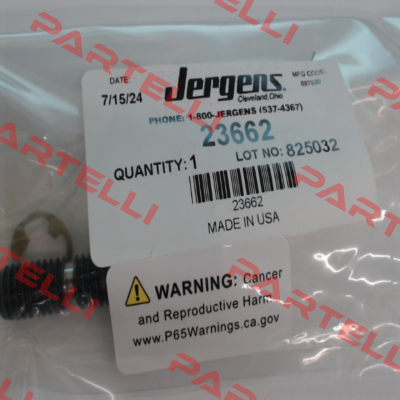 DATE
7/15/24
Jergens
Cleveland, Ohio
MFG CODE:
PHONE: 1-800-JERGENS (537-4367)
23662
QUANTITY: 1
LOT NO: 825032
23662
MADE IN USA
WARNING: Cancer
and Reproductive Harm
www.P65Warnings.ca.gov
PARTELLI
PARTELLI
PARTELLI
PARTELLI